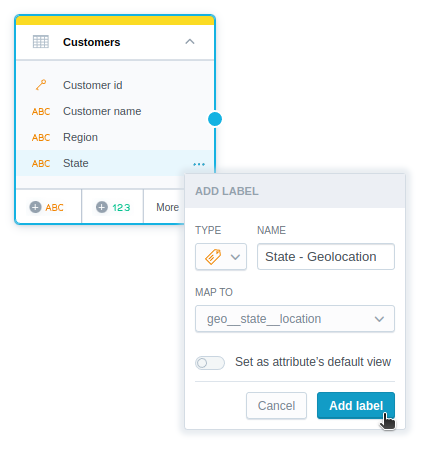 Customers
Customer id
ABC Customer name
ABC Region
ABC State ...
ABC 123 More
ADD LABEL
TYPE NAME
State - Geolocation
MAP TO
geo__state__location
Set as attribute's default view
Cancel Add label